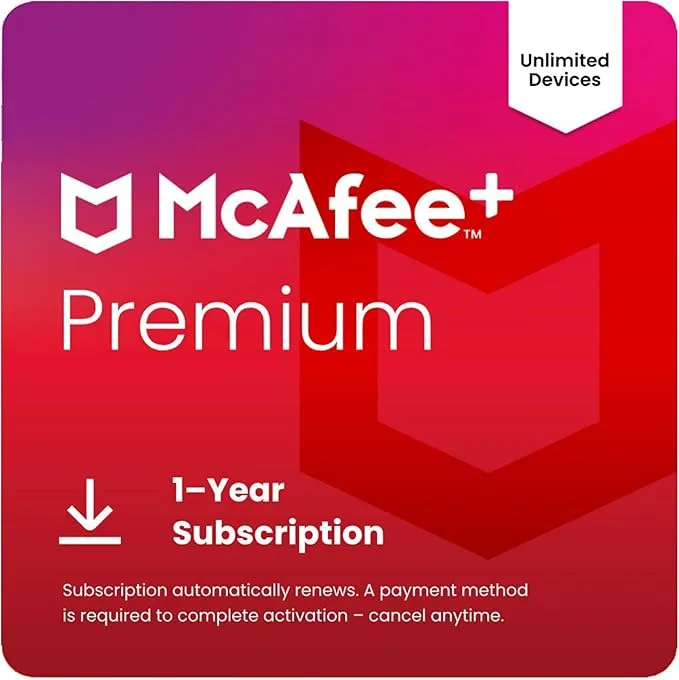 Unlimited
Devices
McAfee+™
Premium
1–Year
Subscription
Subscription automatically renews. A payment method
is required to complete activation – cancel anytime.